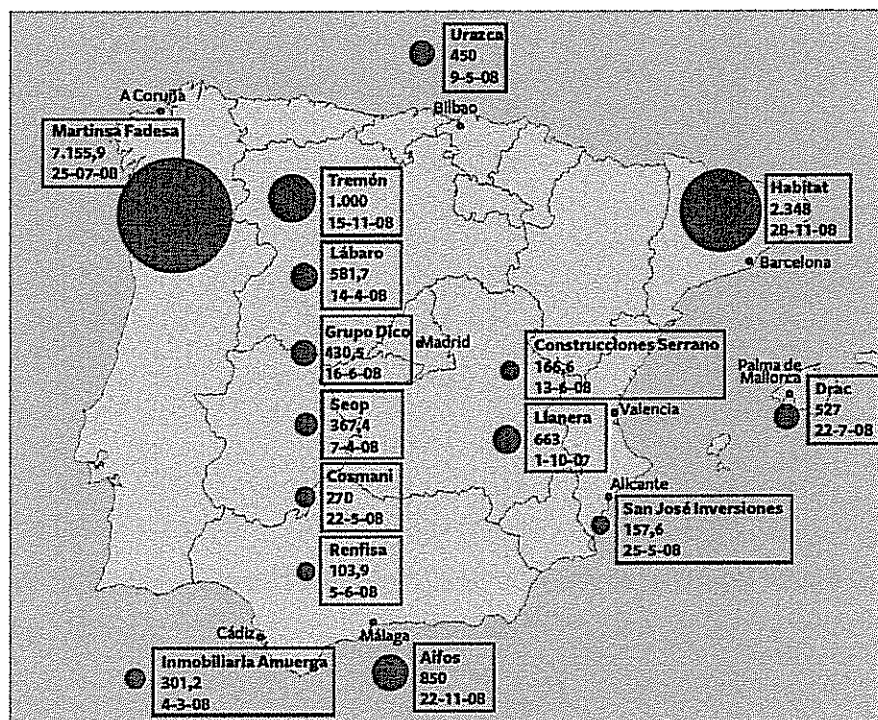 Urazca
450
9-5-08
A Coruña
Bilbao
Martinsa Fadesa
7.155,9
25-07-08
Tremón
1.000
15-11-08
Habitat
2.348
28-11-08
Barcelona
Lábaro
581,7
14-4-08
Grupo Dico
430,5
16-6-08
Madrid
Construcciones Serrano
166,6
13-6-08
Palma de
Mallorca
Drac
527
22-7-08
Seop
367,4
7-4-08
Llanera
663
1-10-07
Valencia
Cosmani
270
22-5-08
Alicante
San José Inversiones
157,6
25-5-08
Renfisa
103,9
5-6-08
Cádiz
Málaga
Inmobiliaria Amuerga
301,2
4-3-08
Aifos
850
22-11-08